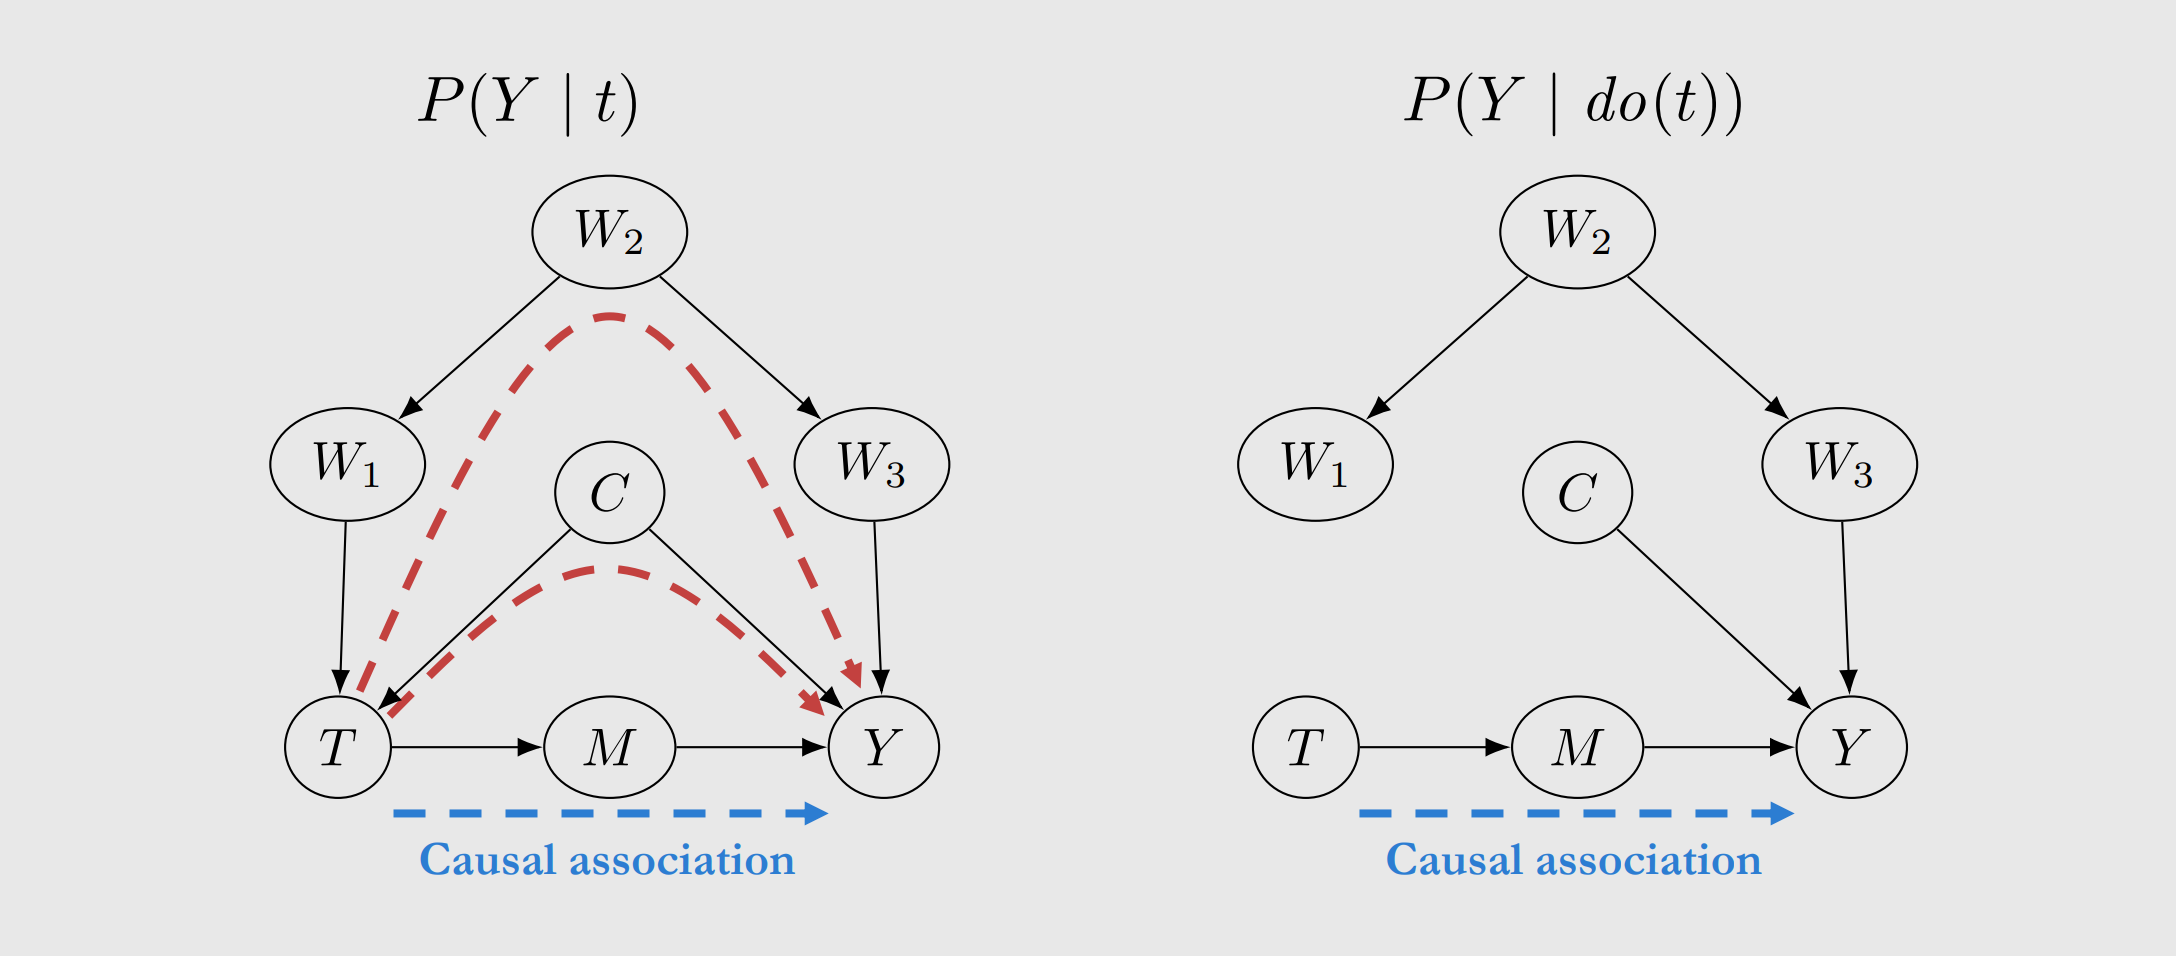 P(Y | t)
P(Y | do(t))
W₂
W₂
W₁
C
W₃
W₁
C
W₃
T
M
Y
T
M
Y
Causal association
Causal association